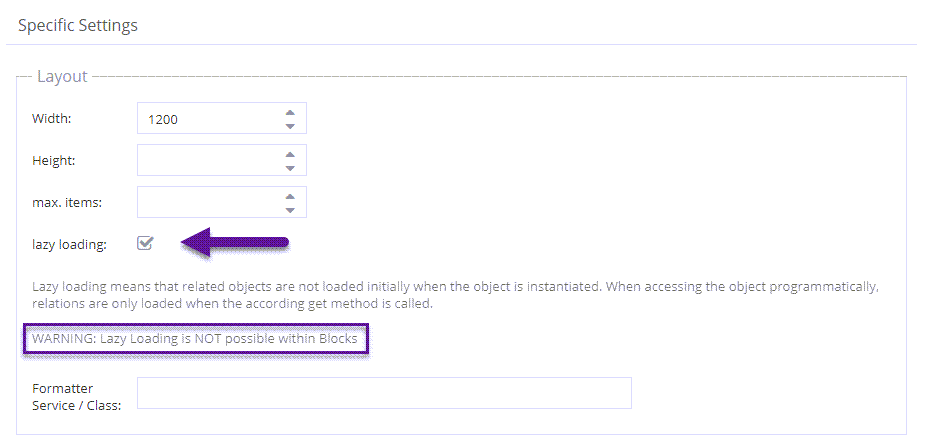 Specific Settings
Layout
Width: 1200
Height:
max. items:
lazy loading:
Lazy loading means that related objects are not loaded initially when the object is instantiated. When accessing the object programmatically,
relations are only loaded when the according get method is called.
WARNING: Lazy Loading is NOT possible within Blocks
Formatter
Service / Class: